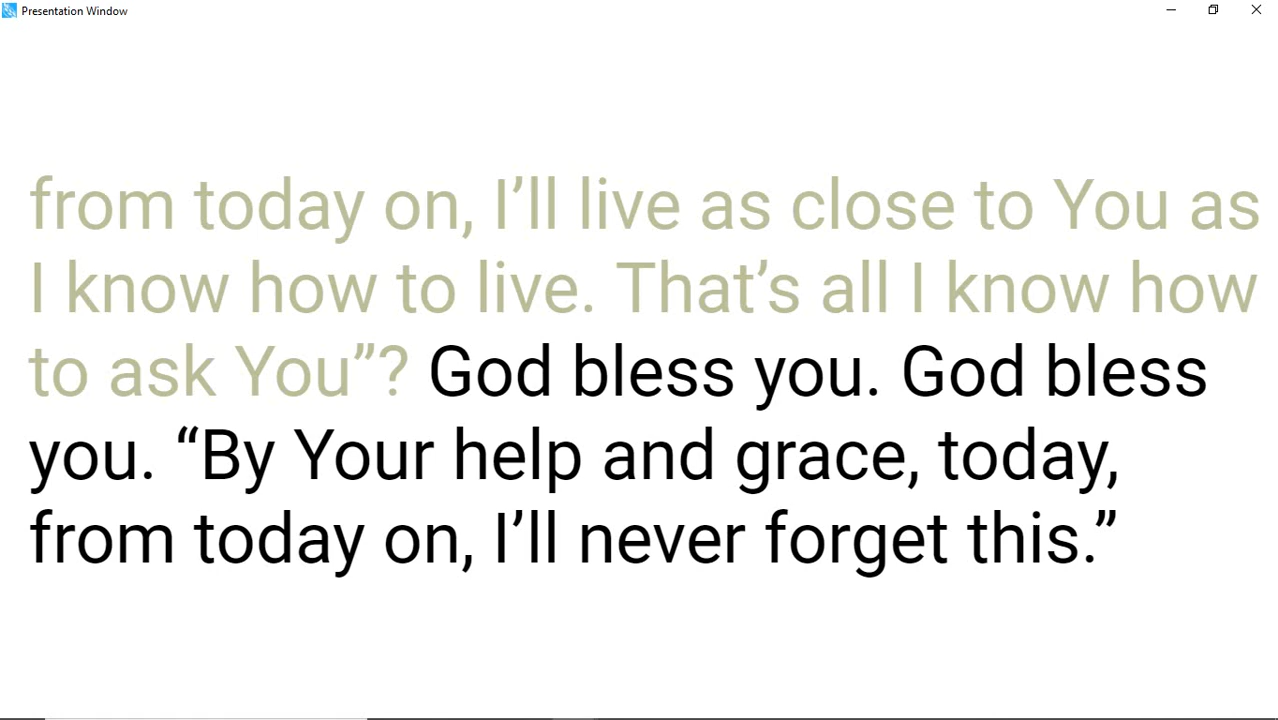 Presentation Window
from today on, I’ll live as close to You as
I know how to live. That’s all I know how
to ask You”? God bless you. God bless
you. “By Your help and grace, today,
from today on, I’ll never forget this.”